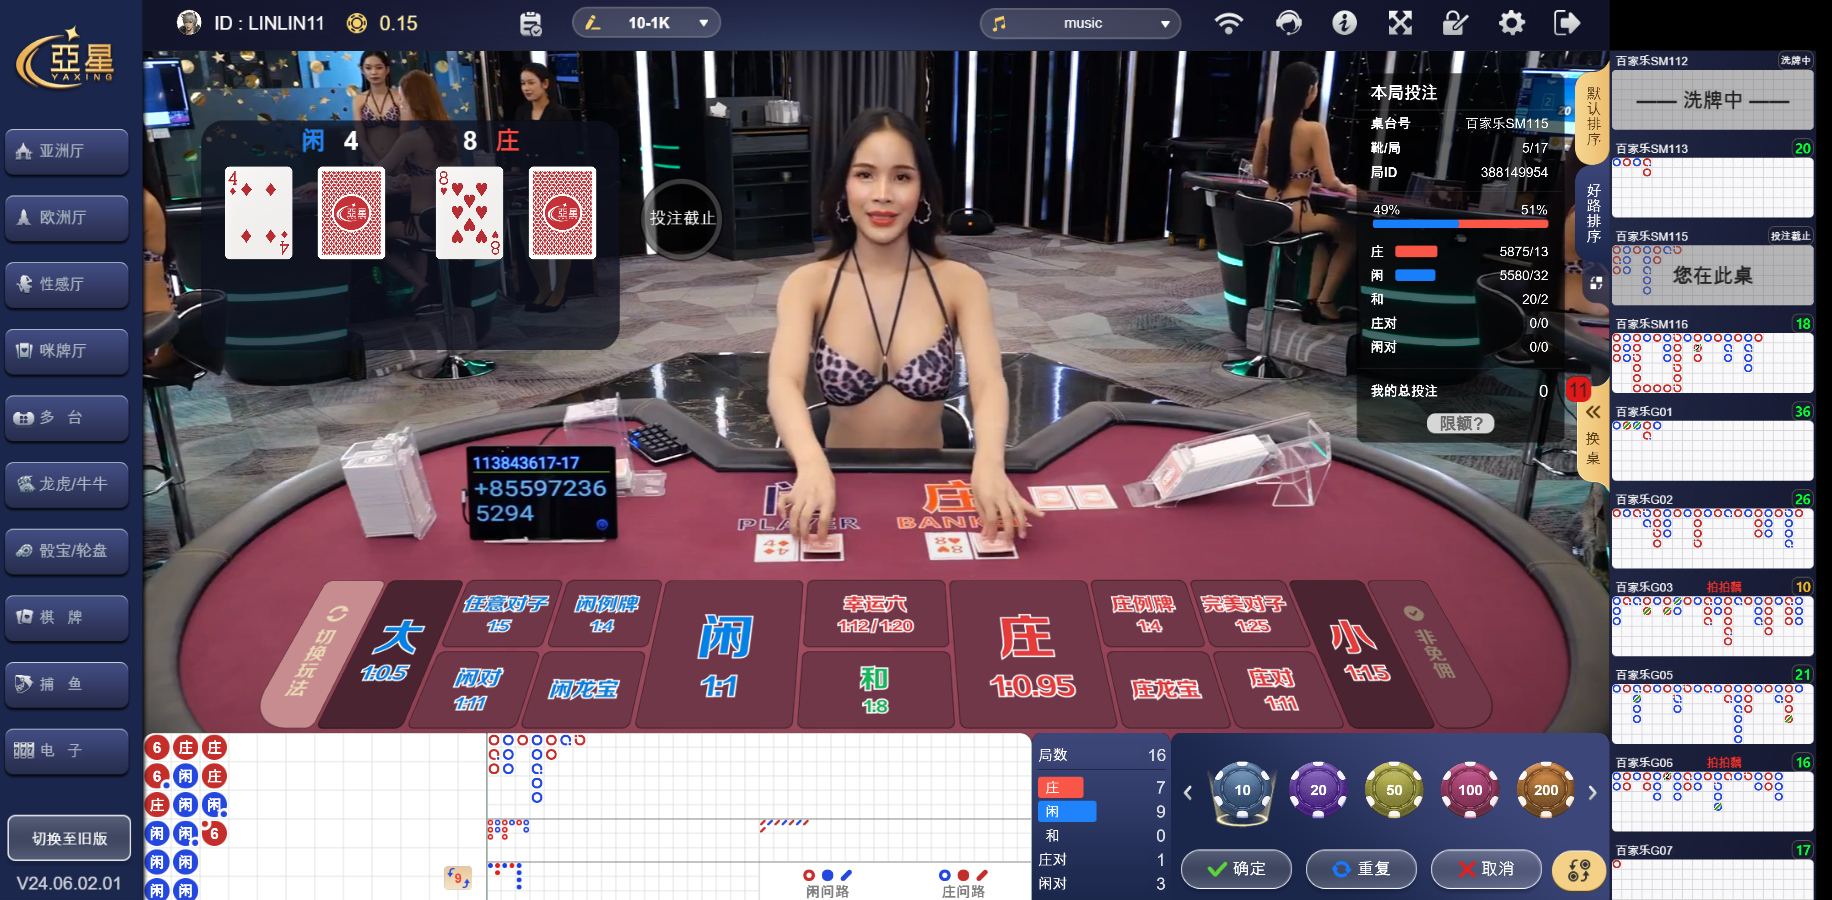 亞星
YAXING
ID : LINLIN11
0.15
10-1K
music
亚洲厅
欧洲厅
性感厅
咪牌厅
多 台
龙虎/牛牛
骰宝/轮盘
棋 牌
捕 鱼
电 子
切换至旧版
V24.06.02.01
闲 4
8 庄
4
4
8
8
亞星
亞星
投注截止
本局投注
桌台号 百家乐SM115
靴/局 5/17
局ID 388149954
49% 51%
庄 5875/13
闲 5580/32
和 20/2
庄对 0/0
闲对 0/0
我的总投注 0
限额?
默认排序
好路排序
11
换桌
113843617-17
+85597236
5294
PLAYER
庄
BANKER
切换玩法
大
1:0.5
任意对子
1:5
闲例牌
1:4
闲对
1:11
闲龙宝
闲
1:1
幸运六
1:12 / 1:20
和
1:8
庄
1:0.95
庄例牌
1:4
完美对子
1:25
庄龙宝
庄对
1:11
小
1:1.5
非免佣
6 庄 庄
6 闲 庄
庄 闲 闲
闲 闲 6
闲 闲
闲 闲
9
闲问路
庄问路
局数 16
庄 7
闲 9
和 0
庄对 1
闲对 3
10
20
50
100
200
确定
重复
取消
百家乐SM112 洗牌中
洗牌中
百家乐SM113 20
百家乐SM115 投注截止
您在此桌
百家乐SM116 18
百家乐G01 36
百家乐G02 26
百家乐G03 拍拍黐 10
百家乐G05 21
百家乐G06 拍拍黐 16
百家乐G07 17